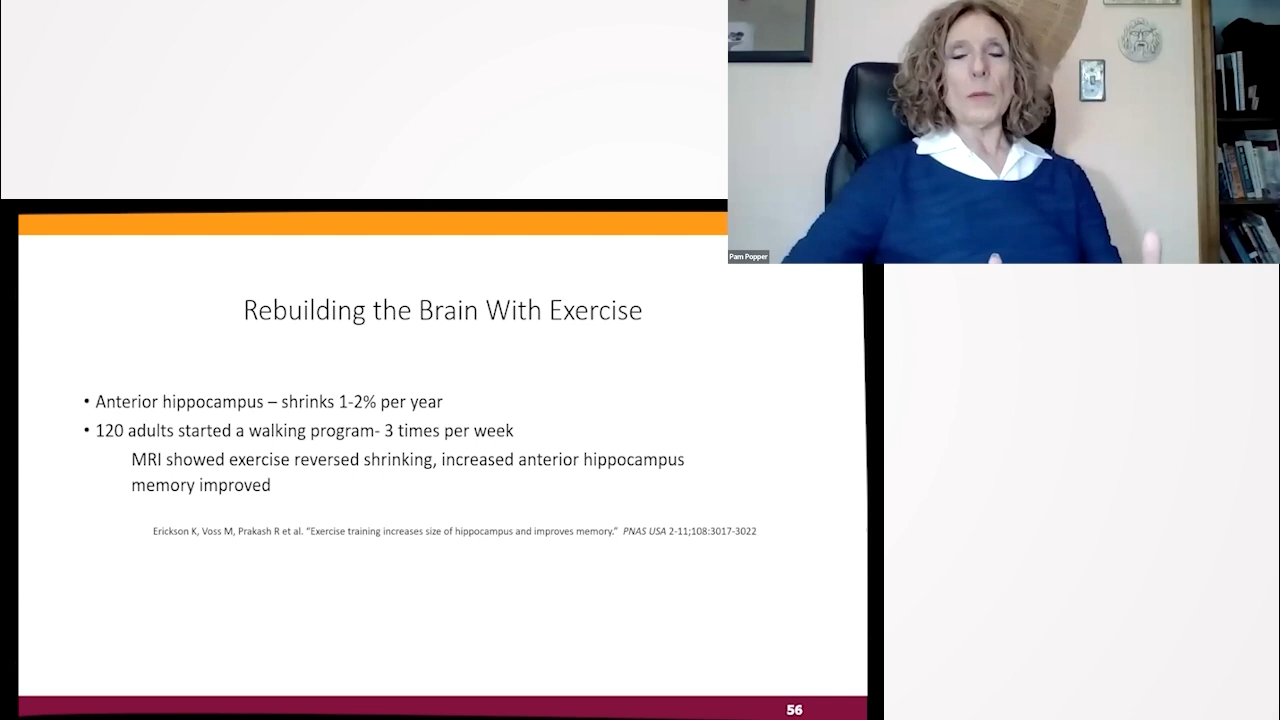 Pam Popper
Rebuilding the Brain With Exercise
• Anterior hippocampus – shrinks 1-2% per year
• 120 adults started a walking program- 3 times per week
MRI showed exercise reversed shrinking, increased anterior hippocampus
memory improved
Erickson K, Voss M, Prakash R et al. “Exercise training increases size of hippocampus and improves memory.” PNAS USA 2-11;108:3017-3022
56